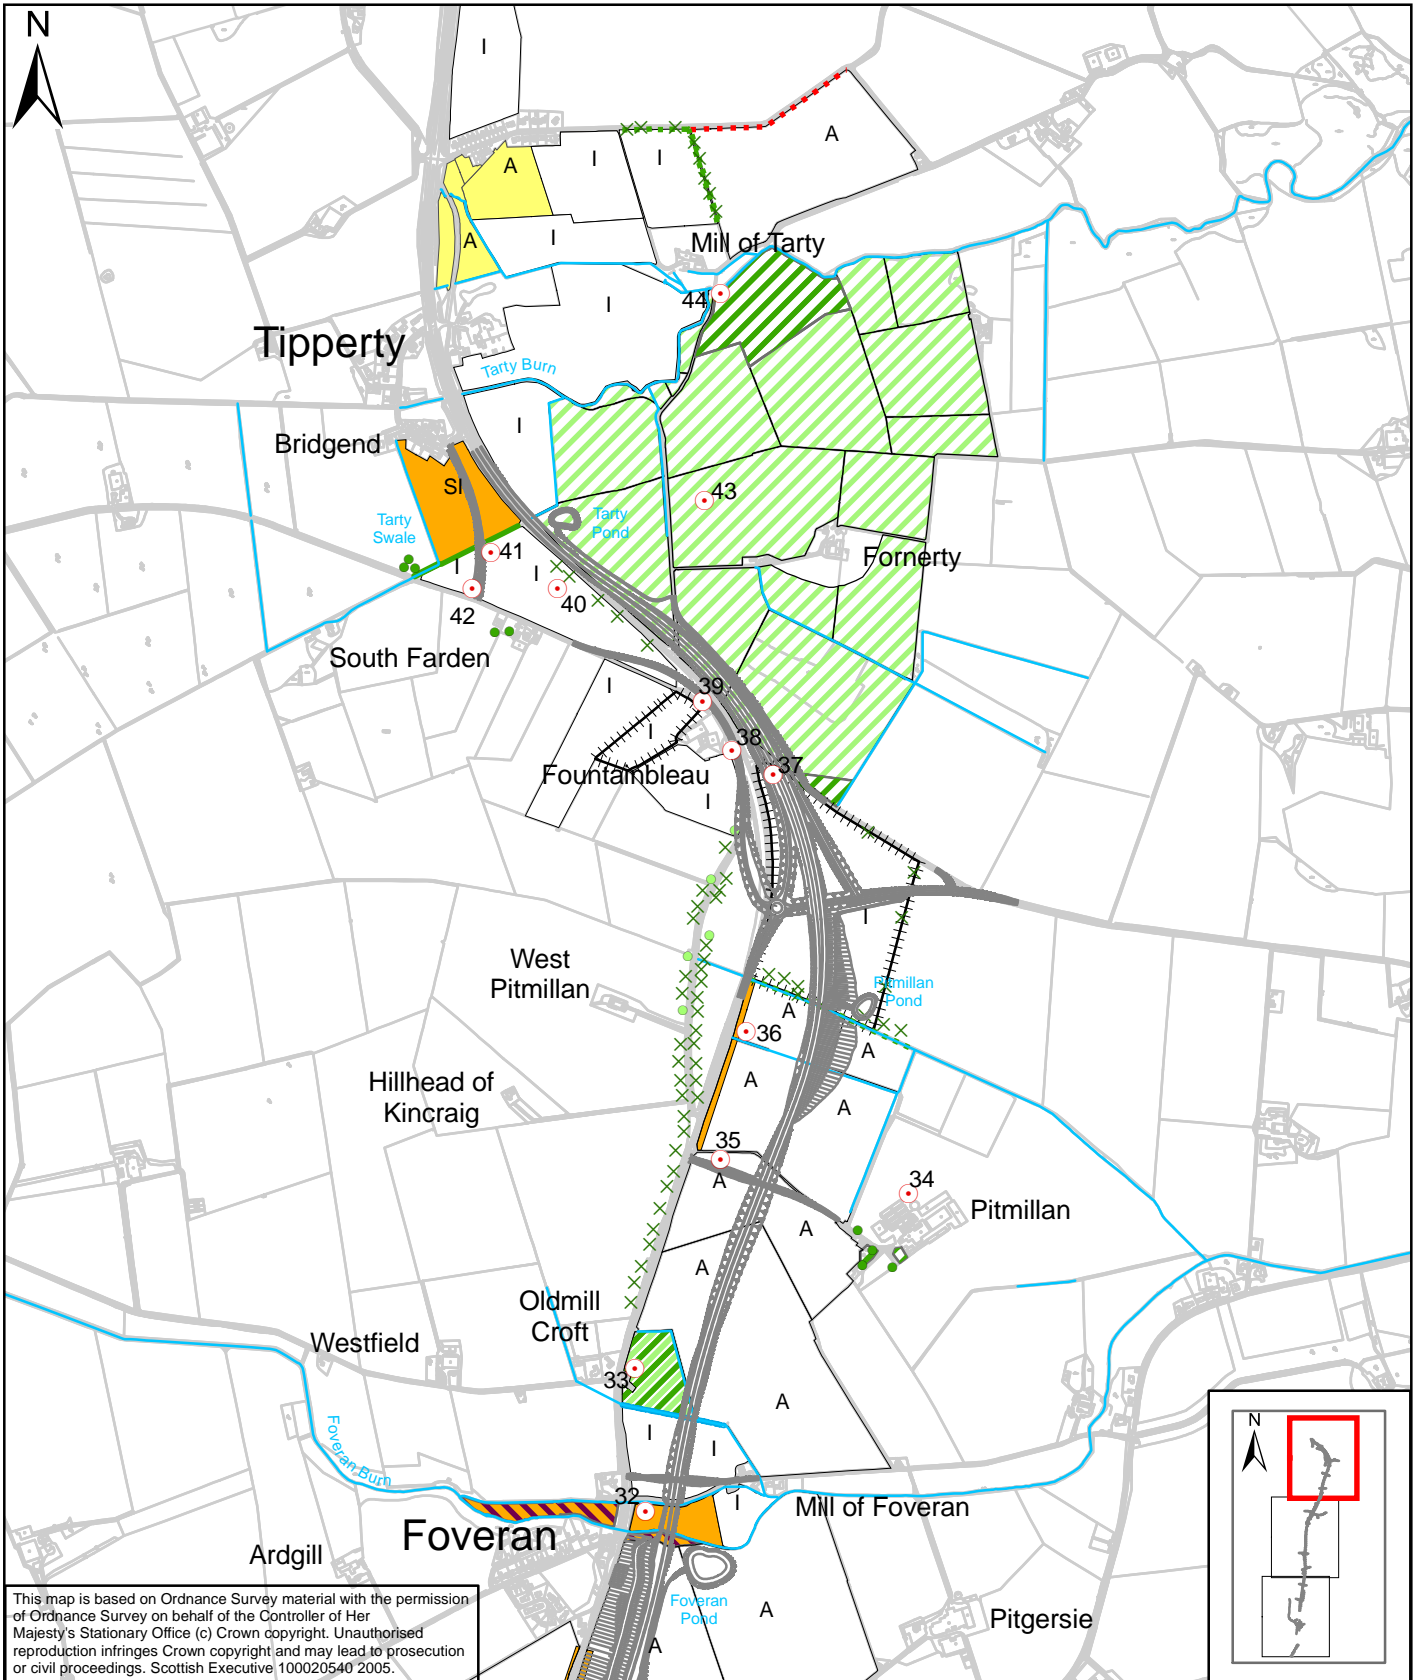 N
I
A
A
I
I
I
A
Mill of Tarty
44
I
Tipperty
Tarty Burn
I
Bridgend
SI
43
Tarty
Swale
Tarty
Pond
41
Fornerty
I
I
42
40
South Farden
I
39
I
38
37
Fountainbleau
I
I
West
Pitmillan
Pitmillan
Pond
A
36
A
Hillhead of
Kincraig
A
A
35
A
34
Pitmillan
A
A
Oldmill
Croft
Westfield
33
A
I
I
Foveran Burn
N
32
I
Mill of Foveran
Foveran
Ardgill
Foveran
Pond
A
Pitgersie
A
This map is based on Ordnance Survey material with the permission
of Ordnance Survey on behalf of the Controller of Her
Majesty's Stationary Office (c) Crown copyright. Unauthorised
reproduction infringes Crown copyright and may lead to prosecution
or civil proceedings. Scottish Executive 100020540 2005.